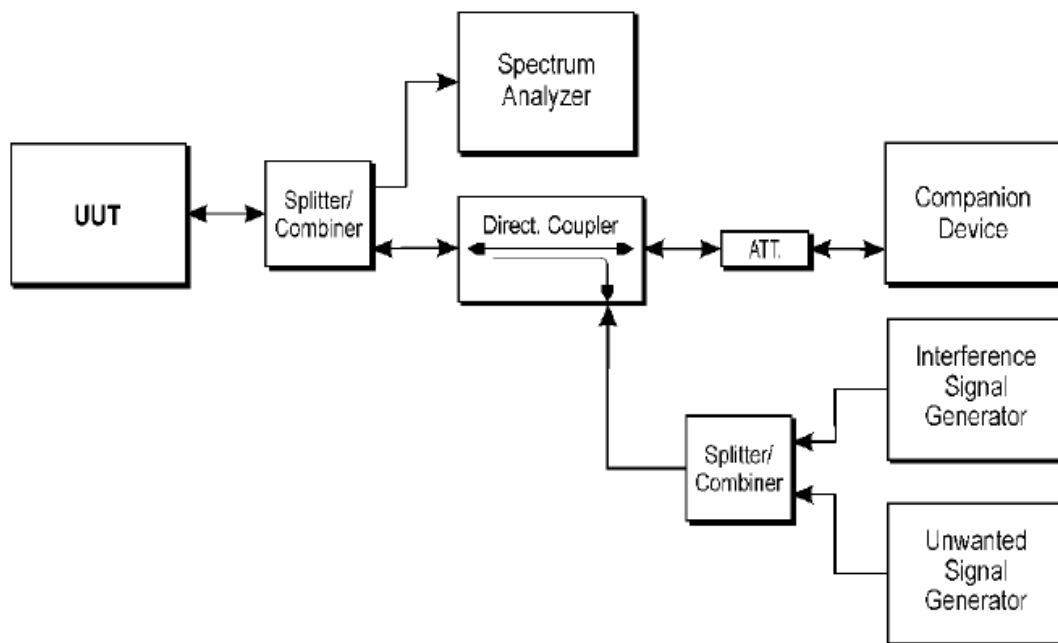 Spectrum
Analyzer
UUT
Splitter/
Combiner
Direct. Coupler
ATT.
Companion
Device
Interference
Signal
Generator
Splitter/
Combiner
Unwanted
Signal
Generator